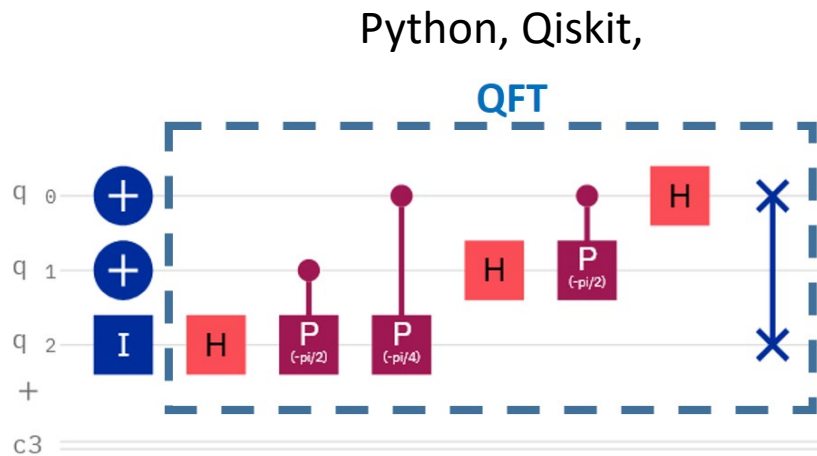 Python, Qiskit,
QFT
q 0 + H
q 1 + H P (-pi/2)
q 2 I H P (-pi/2) P (-pi/4)
+
c3